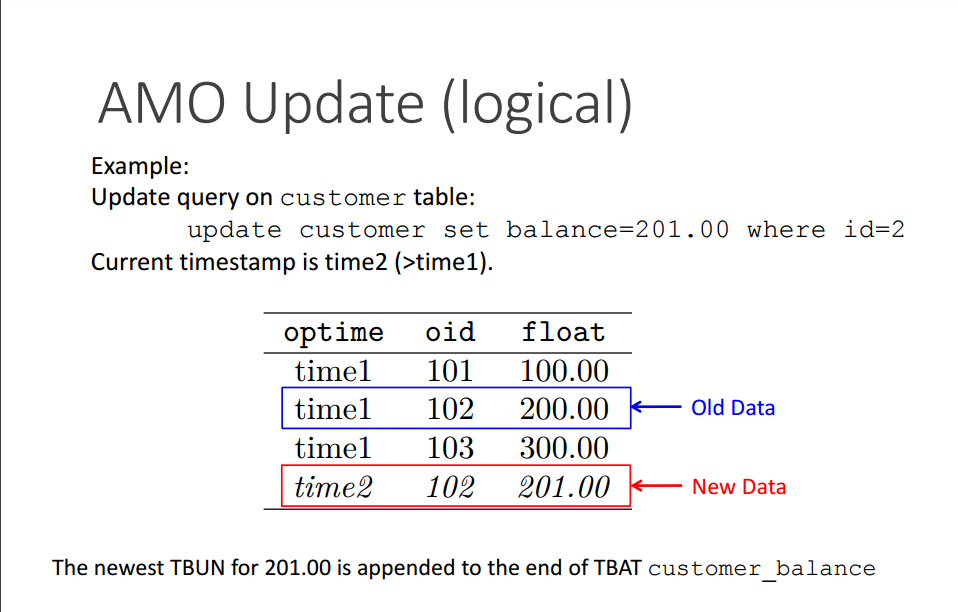 AMO Update (logical)
Example:
Update query on customer table:
update customer set balance=201.00 where id=2
Current timestamp is time2 (>time1).
optime oid float
time1 101 100.00
time1 102 200.00 Old Data
time1 103 300.00
time2 102 201.00 New Data
The newest TBUN for 201.00 is appended to the end of TBAT customer_balance